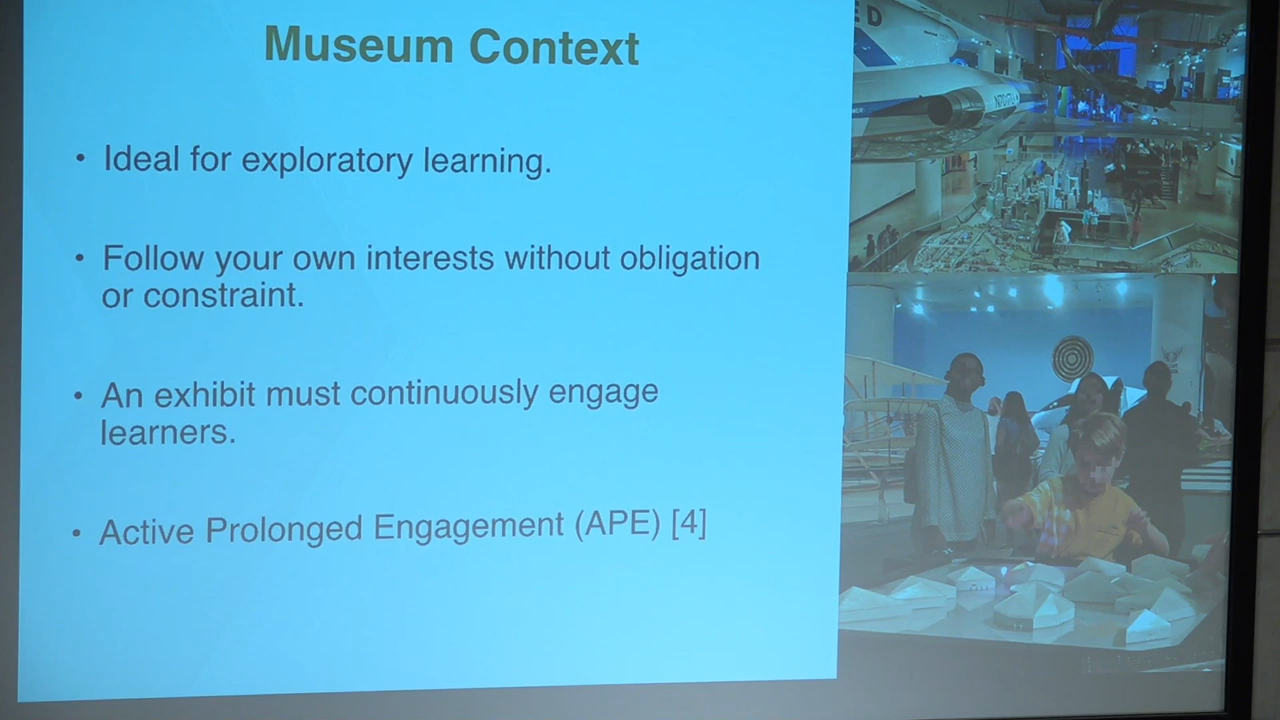 Museum Context
• Ideal for exploratory learning.
• Follow your own interests without obligation
or constraint.
• An exhibit must continuously engage
learners.
• Active Prolonged Engagement (APE) [4]